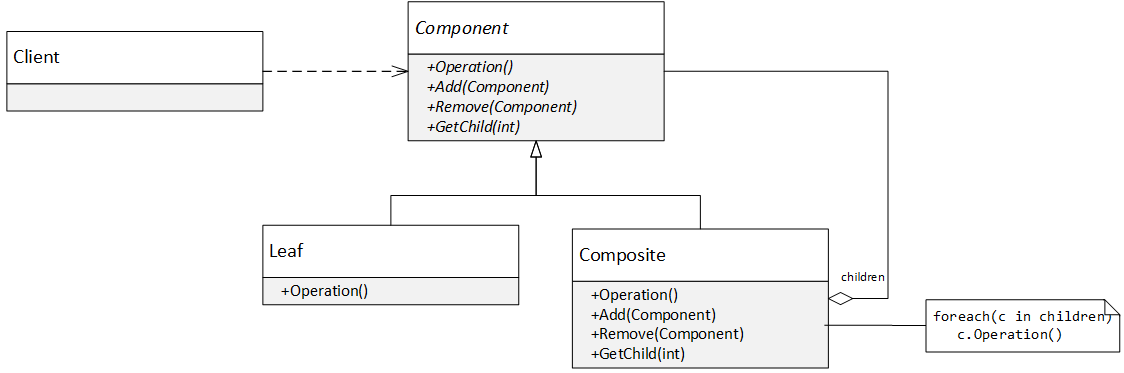 Client
Component
+Operation()
+Add(Component)
+Remove(Component)
+GetChild(int)
Leaf
+Operation()
Composite
+Operation()
+Add(Component)
+Remove(Component)
+GetChild(int)
children
foreach(c in children)
c.Operation()